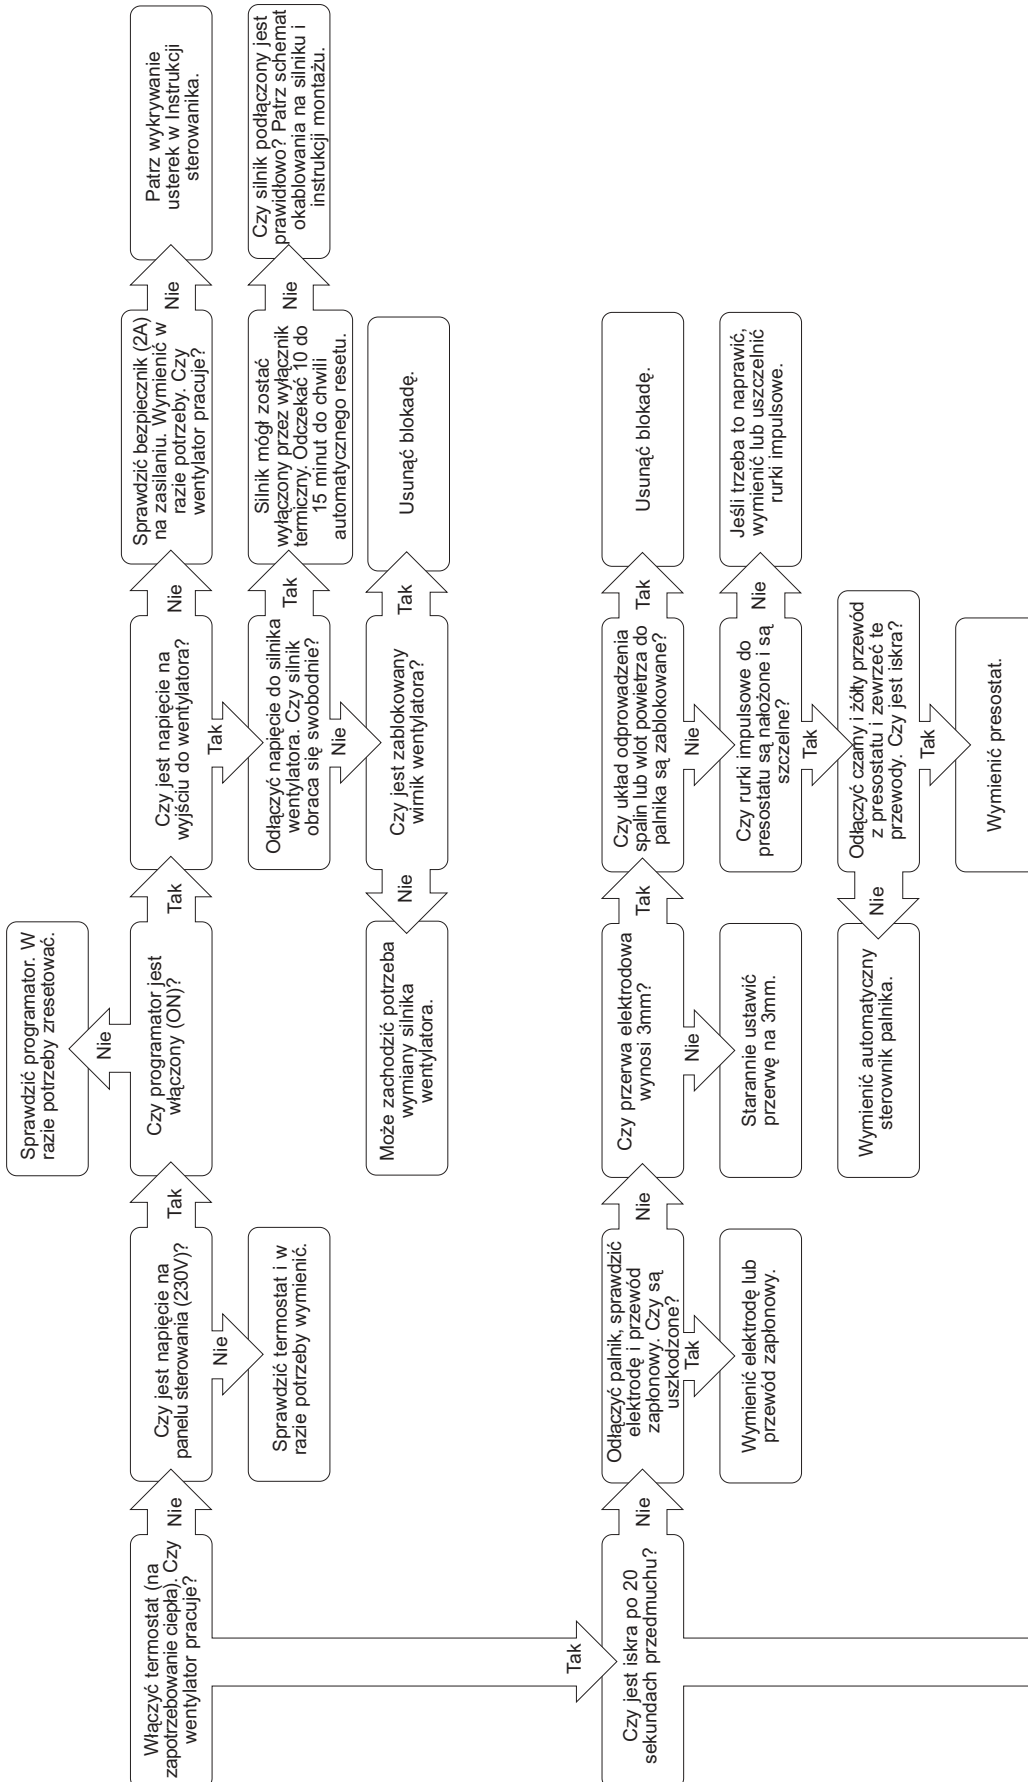 Włączyć termostat (na
zapotrzebowanie ciepła). Czy
wentylator pracuje?
Nie
Czy jest napięcie na
panelu sterowania (230V)?
Tak
Czy programator jest
włączony (ON)?
Nie
Sprawdzić programator. W
razie potrzeby zresetować.
Tak
Czy jest napięcie na
wyjściu do wentylatora?
Nie
Sprawdzić bezpiecznik (2A)
na zasilaniu. Wymienić w
razie potrzeby. Czy
wentylator pracuje?
Nie
Patrz wykrywanie
usterek w Instrukcji
sterowanika.
Nie
Sprawdzić termostat i w
razie potrzeby wymienić.
Tak
Odłączyć napięcie do silnika
wentylatora. Czy silnik
obraca się swobodnie?
Tak
Silnik mógł zostać
wyłączony przez wyłącznik
termiczny. Odczekać 10 do
15 minut do chwili
automatycznego resetu.
Nie
Czy silnik podłączony jest
prawidłowo? Patrz schemat
okablowania na silniku i
instrukcji montażu.
Nie
Czy jest zablokowany
wirnik wentylatora?
Tak
Usunąć blokadę.
Nie
Może zachodzić potrzeba
wymiany silnika
wentylatora.
Tak
Czy jest iskra po 20
sekundach przedmuchu?
Nie
Odłączyć palnik, sprawdzić
elektrodę i przewód
zapłonowy. Czy są
uszkodzone?
Nie
Czy przerwa elektrodowa
wynosi 3mm?
Tak
Czy układ odprowadzenia
spalin lub wlot powietrza do
palnika są zablokowane?
Tak
Usunąć blokadę.
Tak
Wymienić elektrodę lub
przewód zapłonowy.
Nie
Starannie ustawić
przerwę na 3mm.
Nie
Czy rurki impulsowe do
presostatu są nałożone i są
szczelne?
Nie
Jeśli trzeba to naprawić,
wymienić lub uszczelnić
rurki impulsowe.
Tak
Odłączyć czarny i żółty przewód
z presostatu i zewrzeć te
przewody. Czy jest iskra?
Nie
Wymienić automatyczny
sterownik palnika.
Tak
Wymienić presostat.